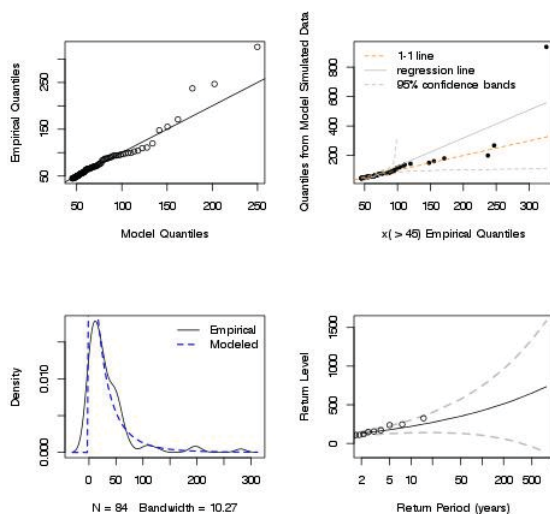 Empirical Quantiles
50 150 250
50 100 150 200 250
Model Quantiles
Quantiles from Model Simulated Data
200 400 600 800
1-1 line
regression line
95% confidence bands
50 100 150 200 250 300
x( > 45) Empirical Quantiles
Density
0.000 0.010
Empirical
Modeled
0 50 100 150 200 250 300
N = 84 Bandwidth = 10.27
Return Level
0 500 1000 1500
2 5 10 50 100 500
Return Period (years)